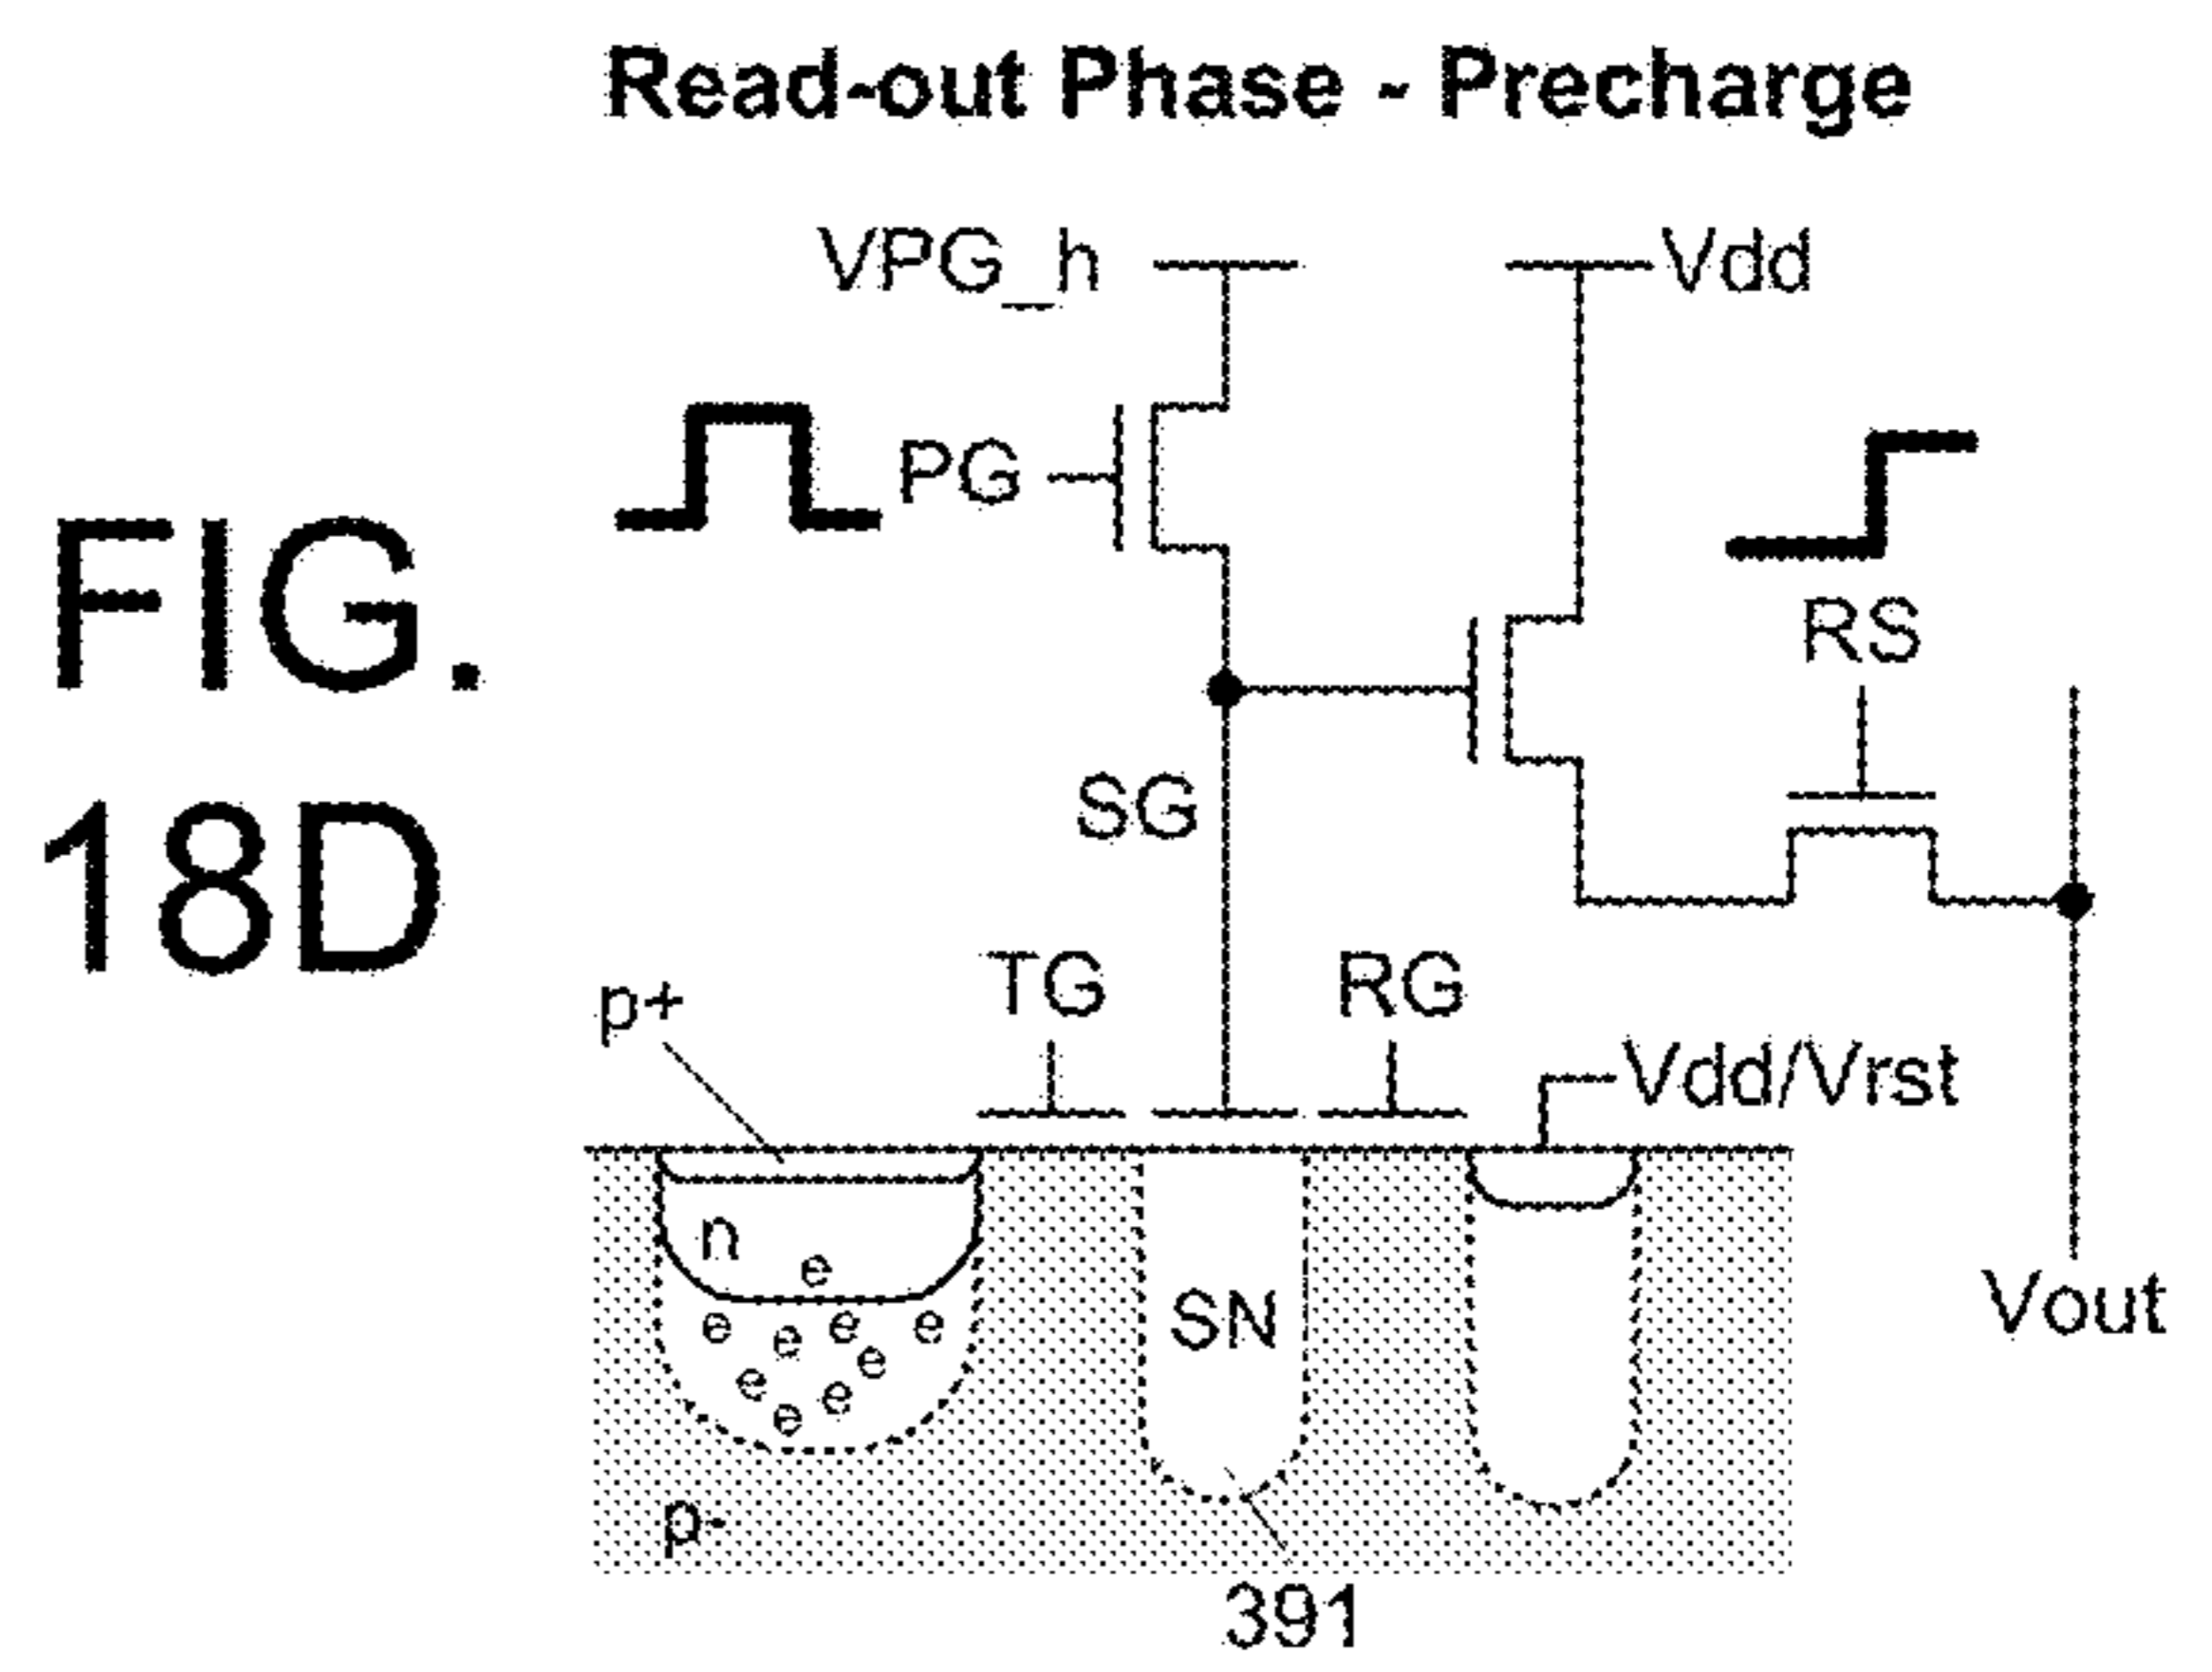 Read-out Phase - Precharge
VPG_h
Vdd
PG
RS
FIG.
18D
SG
TG
RG
p+
Vdd/Vrst
n
e
e e e e
e
e e
e
SN
Vout
p-
391